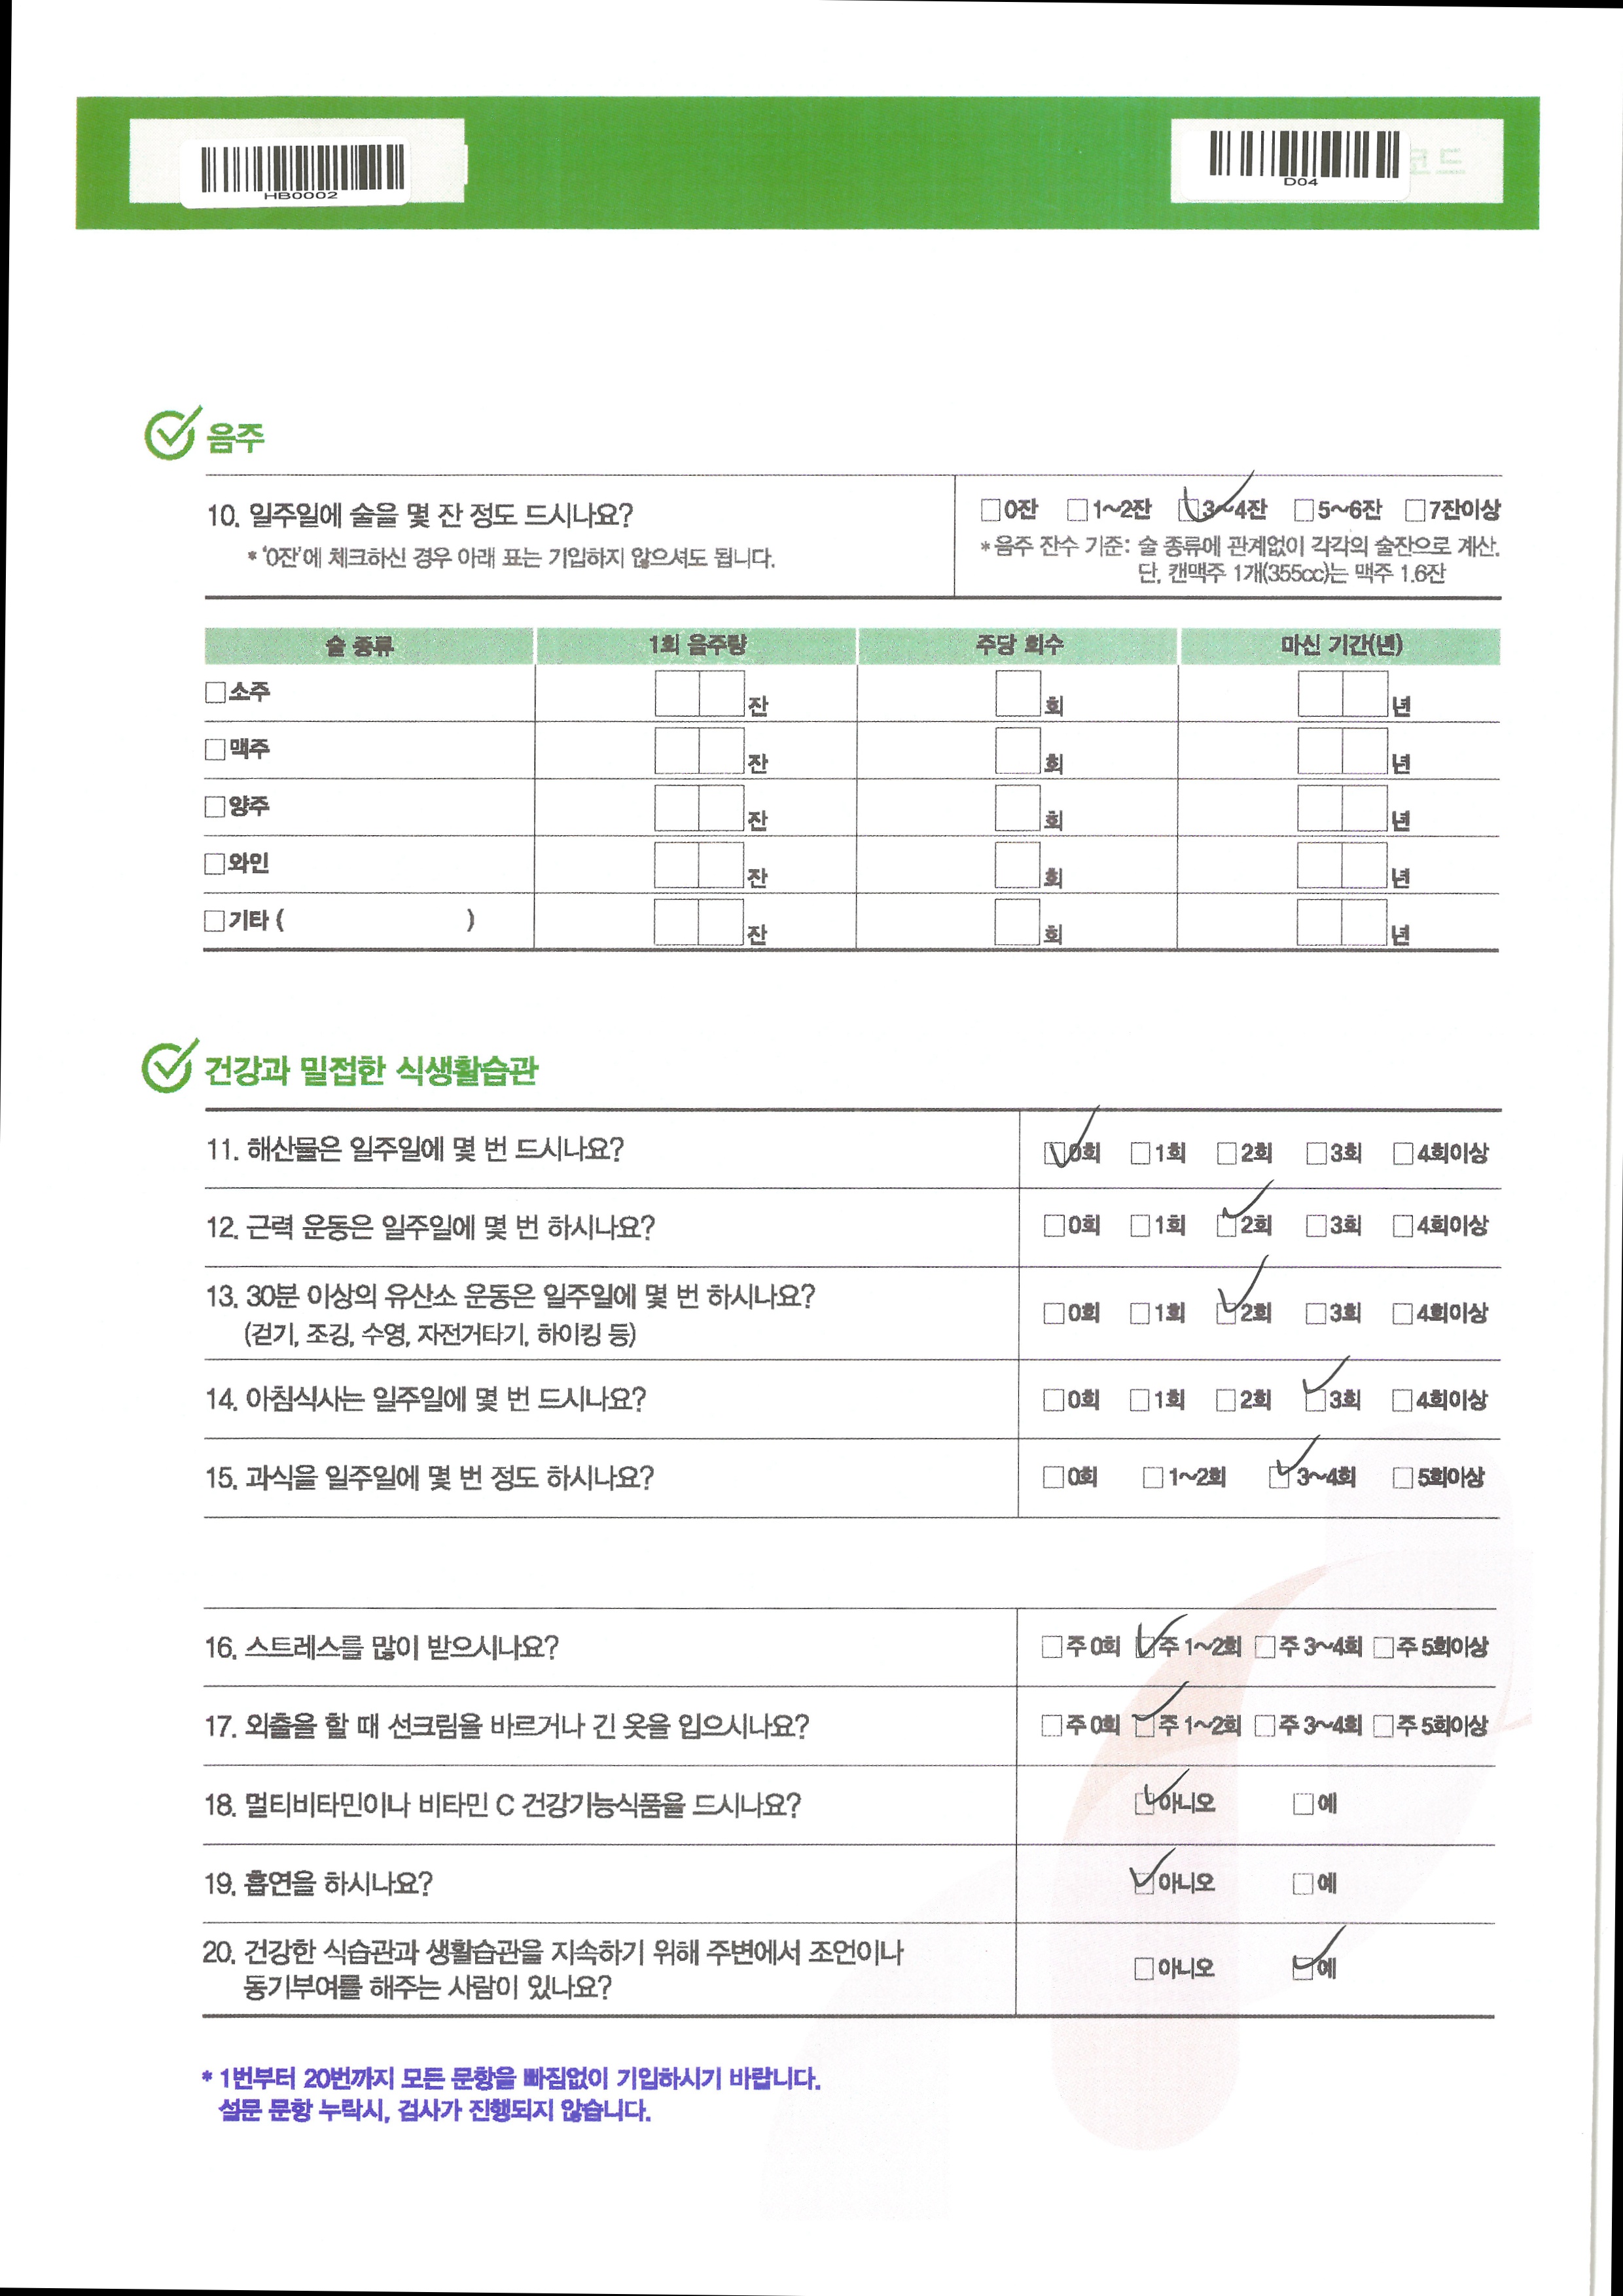 HB0002
D04
음주
10. 일주일에 술을 몇 잔 정도 드시나요?
* '0잔'에 체크하신 경우 아래 표는 기입하지 않으셔도 됩니다.
□0잔 □1~2잔 ☑3~4잔 □5~6잔 □7잔이상
* 음주 잔수 기준: 술 종류에 관계없이 각각의 술잔으로 계산.
단, 캔맥주 1개(355cc)는 맥주 1.6잔
술 종류 1회 음주량 주당 회수 마신 기간(년)
□소주 잔 회 년
□맥주 잔 회 년
□양주 잔 회 년
□와인 잔 회 년
□기타 ( ) 잔 회 년
건강과 밀접한 식생활습관
11. 해산물은 일주일에 몇 번 드시나요? ☑0회 □1회 □2회 □3회 □4회이상
12. 근력 운동은 일주일에 몇 번 하시나요? □0회 □1회 ☑2회 □3회 □4회이상
13. 30분 이상의 유산소 운동은 일주일에 몇 번 하시나요? □0회 □1회 ☑2회 □3회 □4회이상
(걷기, 조깅, 수영, 자전거타기, 하이킹 등)
14. 아침식사는 일주일에 몇 번 드시나요? □0회 □1회 □2회 ☑3회 □4회이상
15. 과식을 일주일에 몇 번 정도 하시나요? □0회 □1~2회 ☑3~4회 □5회이상
16. 스트레스를 많이 받으시나요? □주 0회 ☑주 1~2회 □주 3~4회 □주 5회이상
17. 외출을 할 때 선크림을 바르거나 긴 옷을 입으시나요? □주 0회 ☑주 1~2회 □주 3~4회 □주 5회이상
18. 멀티비타민이나 비타민 C 건강기능식품을 드시나요? ☑아니오 □예
19. 흡연을 하시나요? ☑아니오 □예
20. 건강한 식습관과 생활습관을 지속하기 위해 주변에서 조언이나
동기부여를 해주는 사람이 있나요? □아니오 ☑예
* 1번부터 20번까지 모든 문항을 빠짐없이 기입하시기 바랍니다.
설문 문항 누락시, 검사가 진행되지 않습니다.